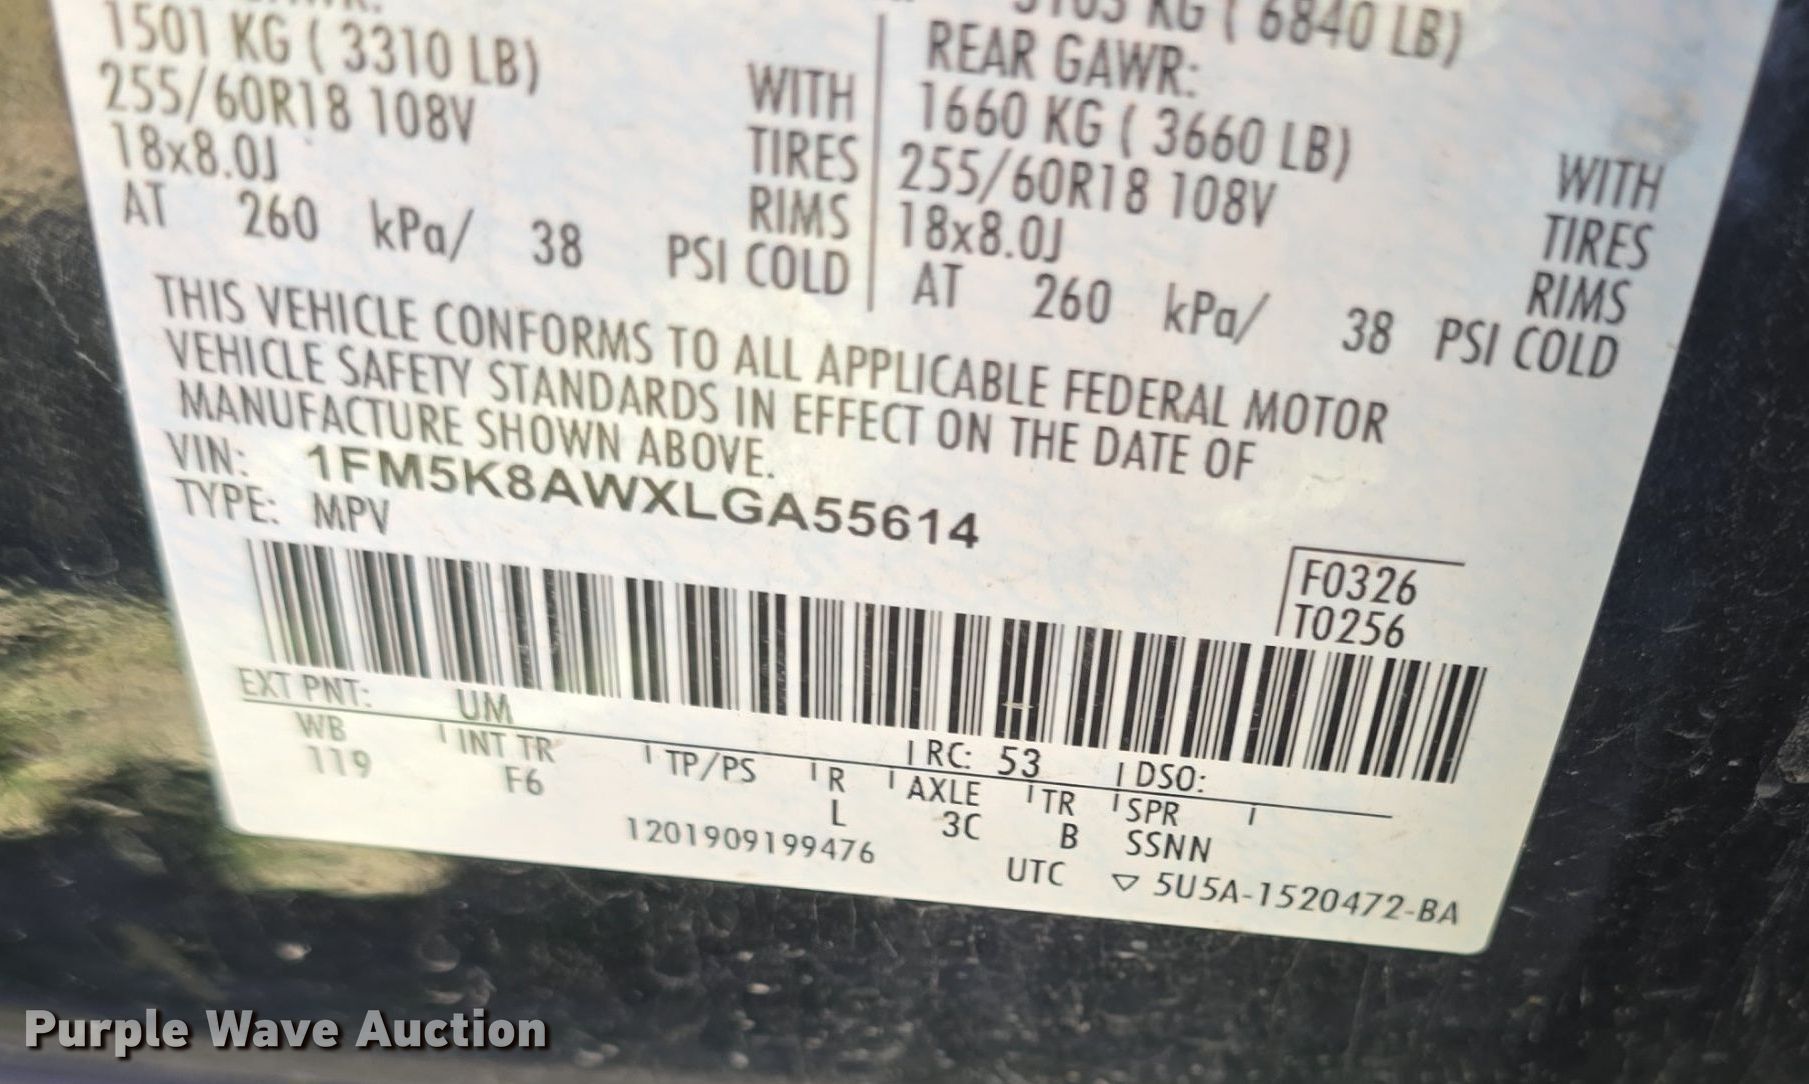 1501 KG ( 3310 LB)
255/60R18 108V WITH
18x8.0J TIRES
RIMS
AT 260 kPa/ 38 PSI COLD
KG ( 6840 LB)
REAR GAWR:
1660 KG ( 3660 LB) WITH
255/60R18 108V TIRES
18x8.0J RIMS
AT 260 kPa/ 38 PSI COLD
THIS VEHICLE CONFORMS TO ALL APPLICABLE FEDERAL MOTOR
VEHICLE SAFETY STANDARDS IN EFFECT ON THE DATE OF
MANUFACTURE SHOWN ABOVE.
VIN: 1FM5K8AWXLGA55614
TYPE: MPV
F0326
T0256
EXT PNT: UM RC: 53 DSO:
WB INT TR TP/PS R AXLE TR SPR
119 F6 L 3C B SSNN
1201909199476
UTC ▽ 5U5A-1520472-BA
Purple Wave Auction